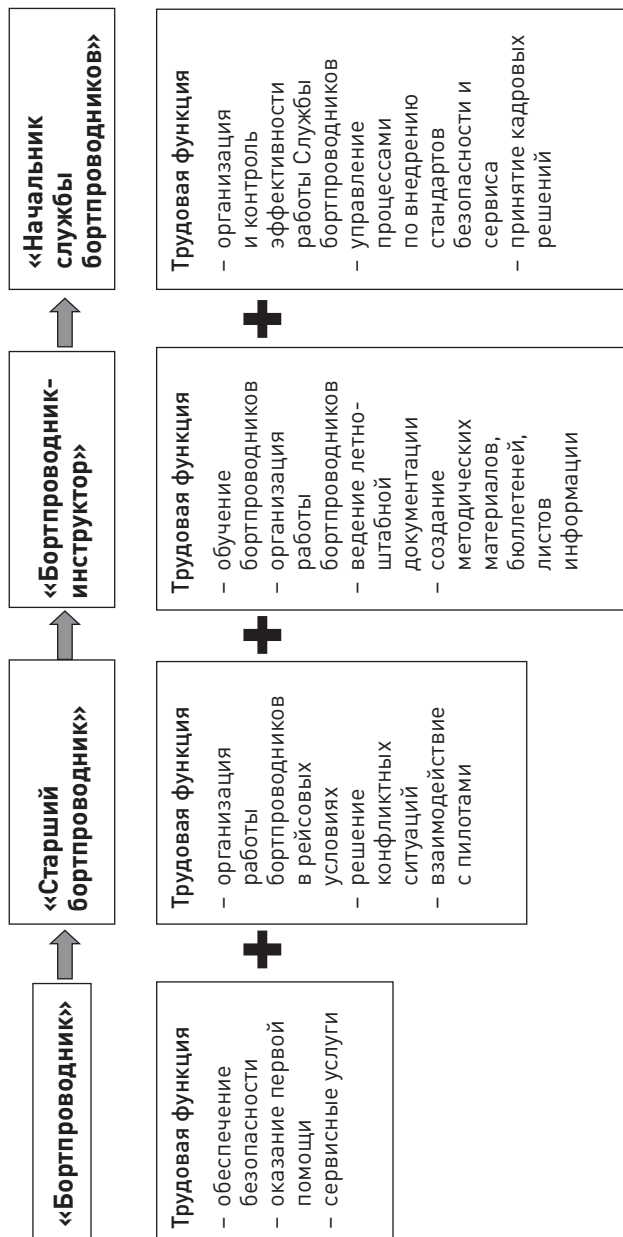 «Бортпроводник»
«Старший
бортпроводник»
«Бортпроводник-
инструктор»
«Начальник
службы
бортпроводников»
Трудовая функция
– обеспечение
безопасности
– оказание первой
помощи
– сервисные услуги
Трудовая функция
– организация
работы
бортпроводников
в рейсовых
условиях
– решение
конфликтных
ситуаций
– взаимодействие
с пилотами
Трудовая функция
– обучение
бортпроводников
– организация
работы
бортпроводников
– ведение летно-
штабной
документации
– создание
методических
материалов,
бюллетеней,
листов
информации
Трудовая функция
– организация
и контроль
эффективности
работы Службы
бортпроводников
– управление
процессами
по внедрению
стандартов
безопасности и
сервиса
– принятие кадровых
решений